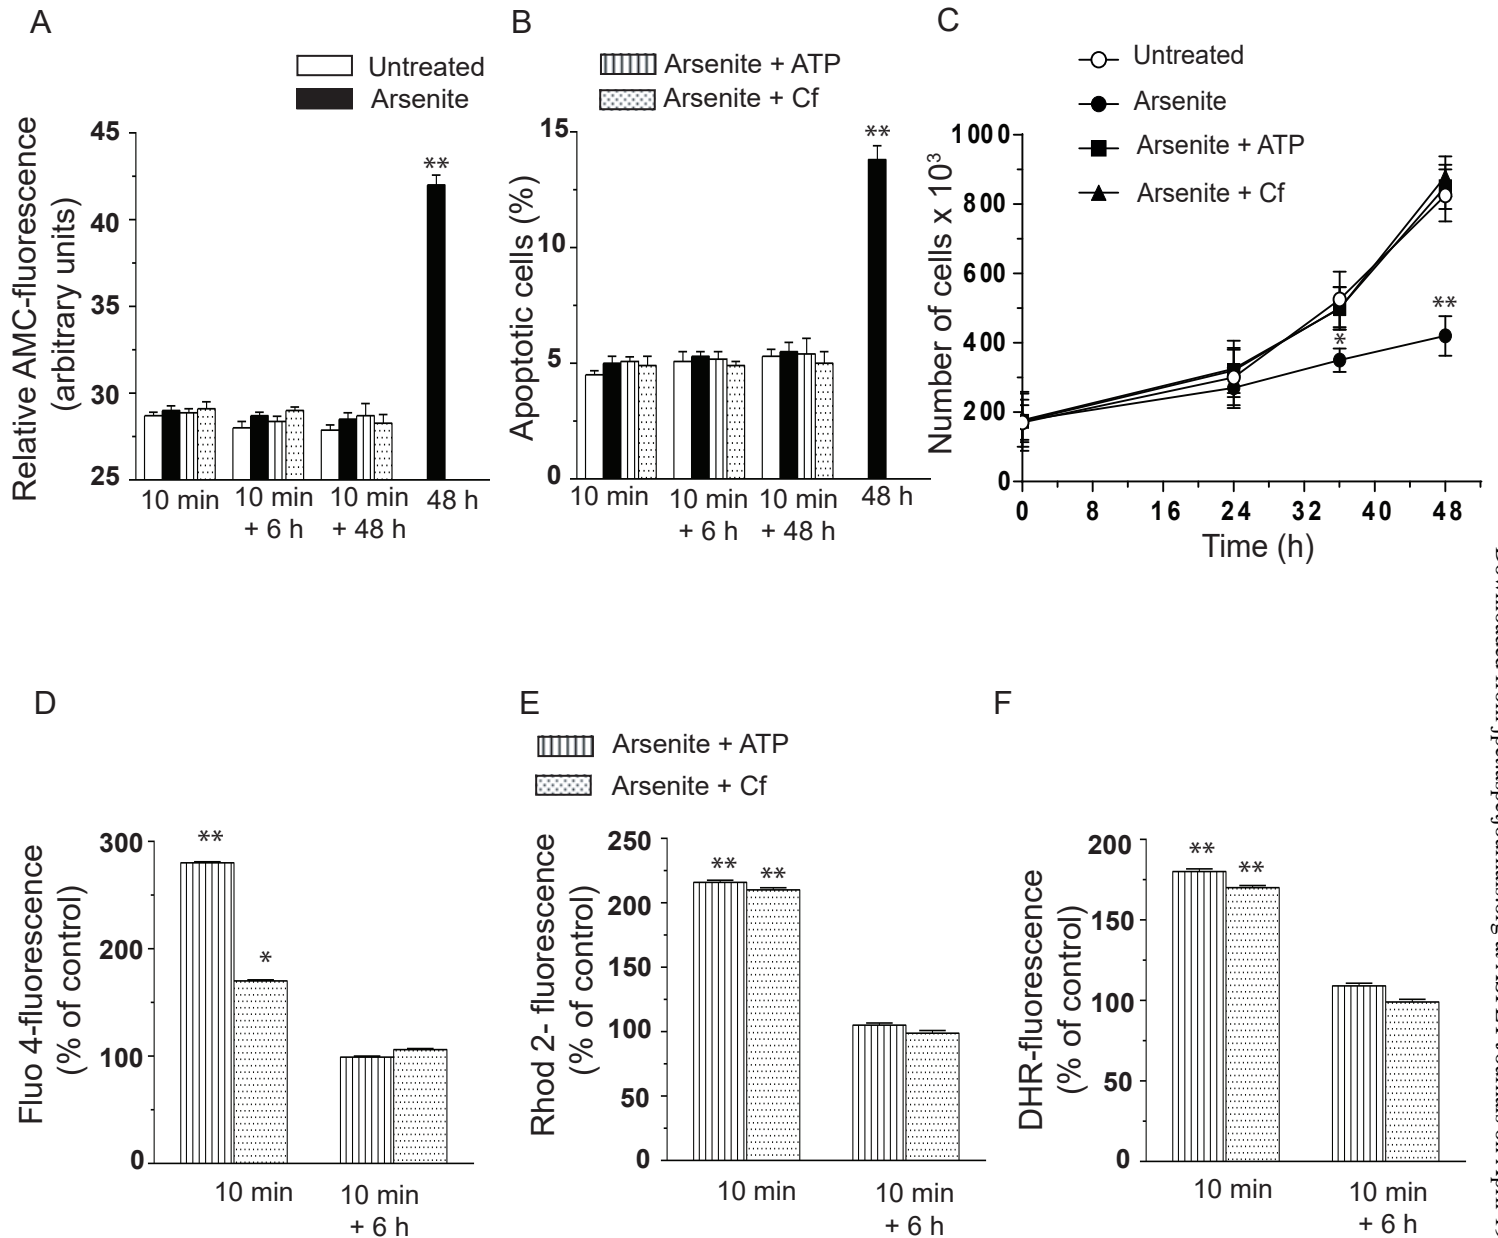 A
Untreated
Arsenite
Relative AMC-fluorescence
(arbitrary units)
45
40
35
30
25
**
10 min
10 min
+ 6 h
10 min
+ 48 h
48 h
B
Arsenite + ATP
Arsenite + Cf
Apoptotic cells (%)
15
10
5
0
**
10 min
10 min
+ 6 h
10 min
+ 48 h
48 h
C
Untreated
Arsenite
Arsenite + ATP
Arsenite + Cf
Number of cells x 10³
1000
800
600
400
200
0
*
**
0 8 16 24 32 40 48
Time (h)
D
Fluo 4-fluorescence
(% of control)
300
200
100
0
**
*
10 min
10 min
+ 6 h
E
Arsenite + ATP
Arsenite + Cf
Rhod 2- fluorescence
(% of control)
250
200
150
100
50
0
**
**
10 min
10 min
+ 6 h
F
DHR-fluorescence
(% of control)
200
150
100
50
0
**
**
10 min
10 min
+ 6 h